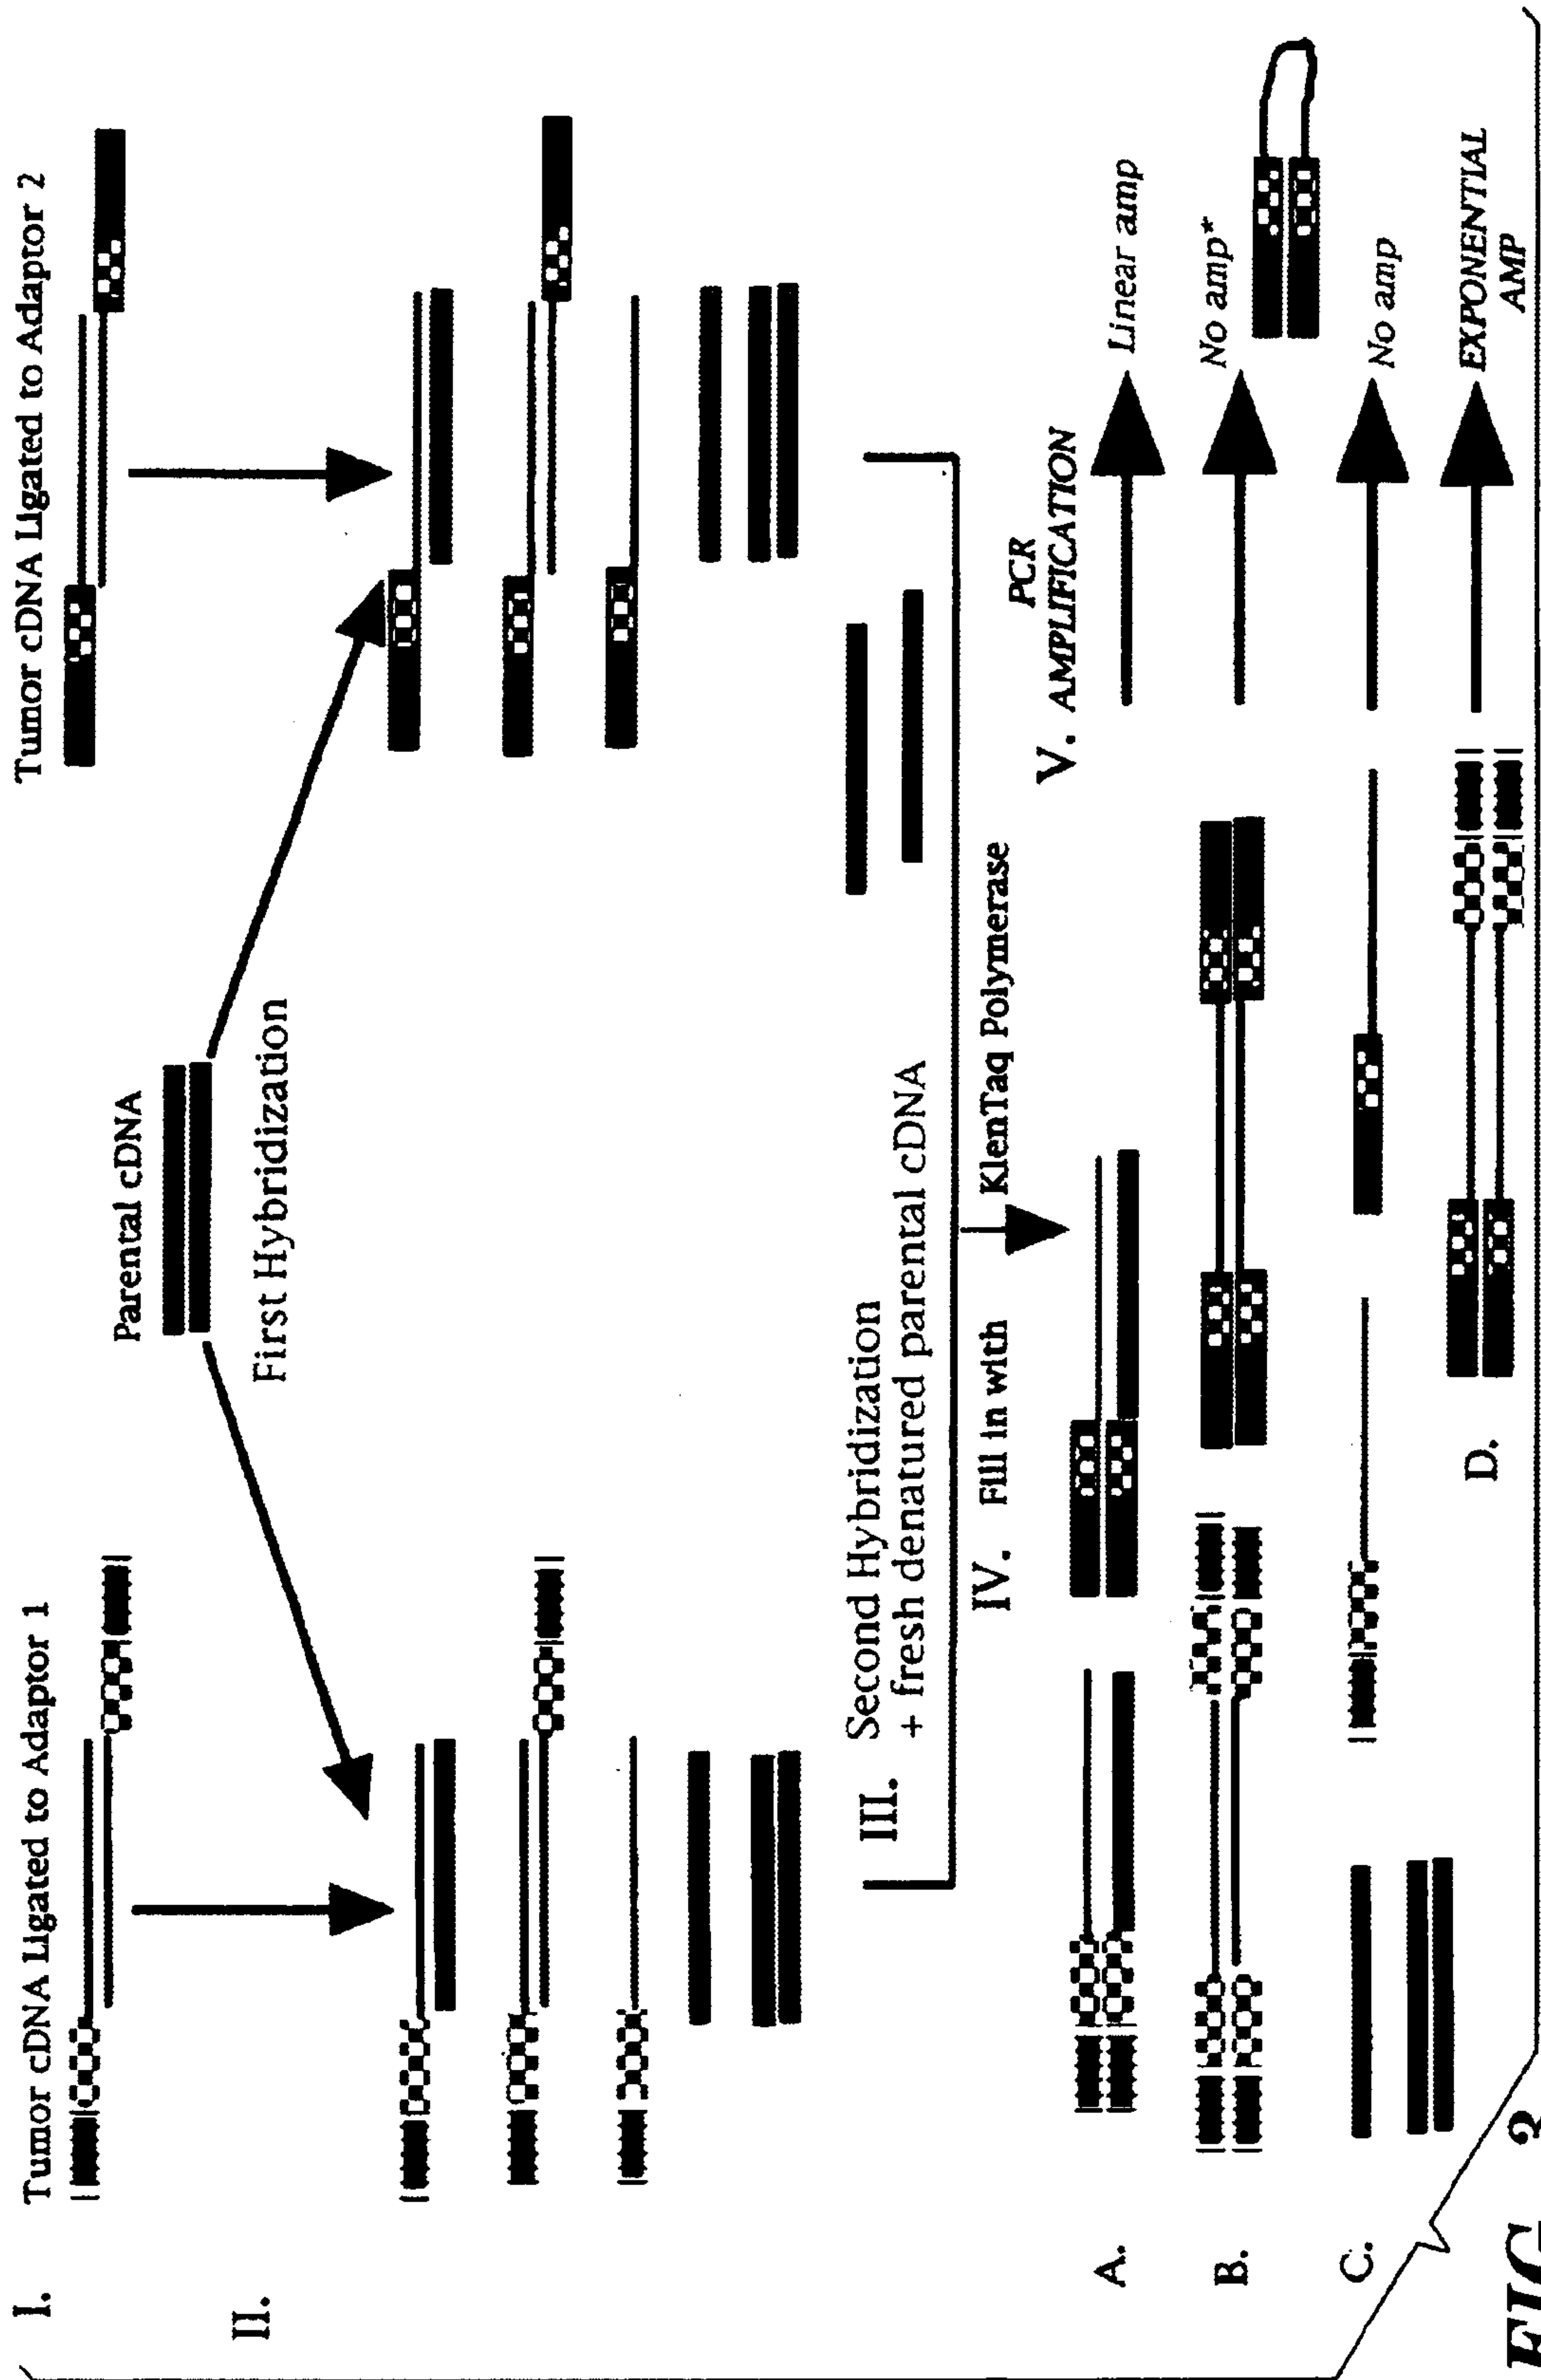 I. Tumor cDNA Ligated to Adaptor 1
Tumor cDNA Ligated to Adaptor 2
Parental cDNA
II.
First Hybridization
III. Second Hybridization
+ fresh denatured parental cDNA
IV. Fill in with KlenTaq Polymerase
PCR
V. AMPLIFICATION
A.
Linear amp
B.
No amp*
C.
No amp
D.
EXPONENTIAL
AMP
FIG.